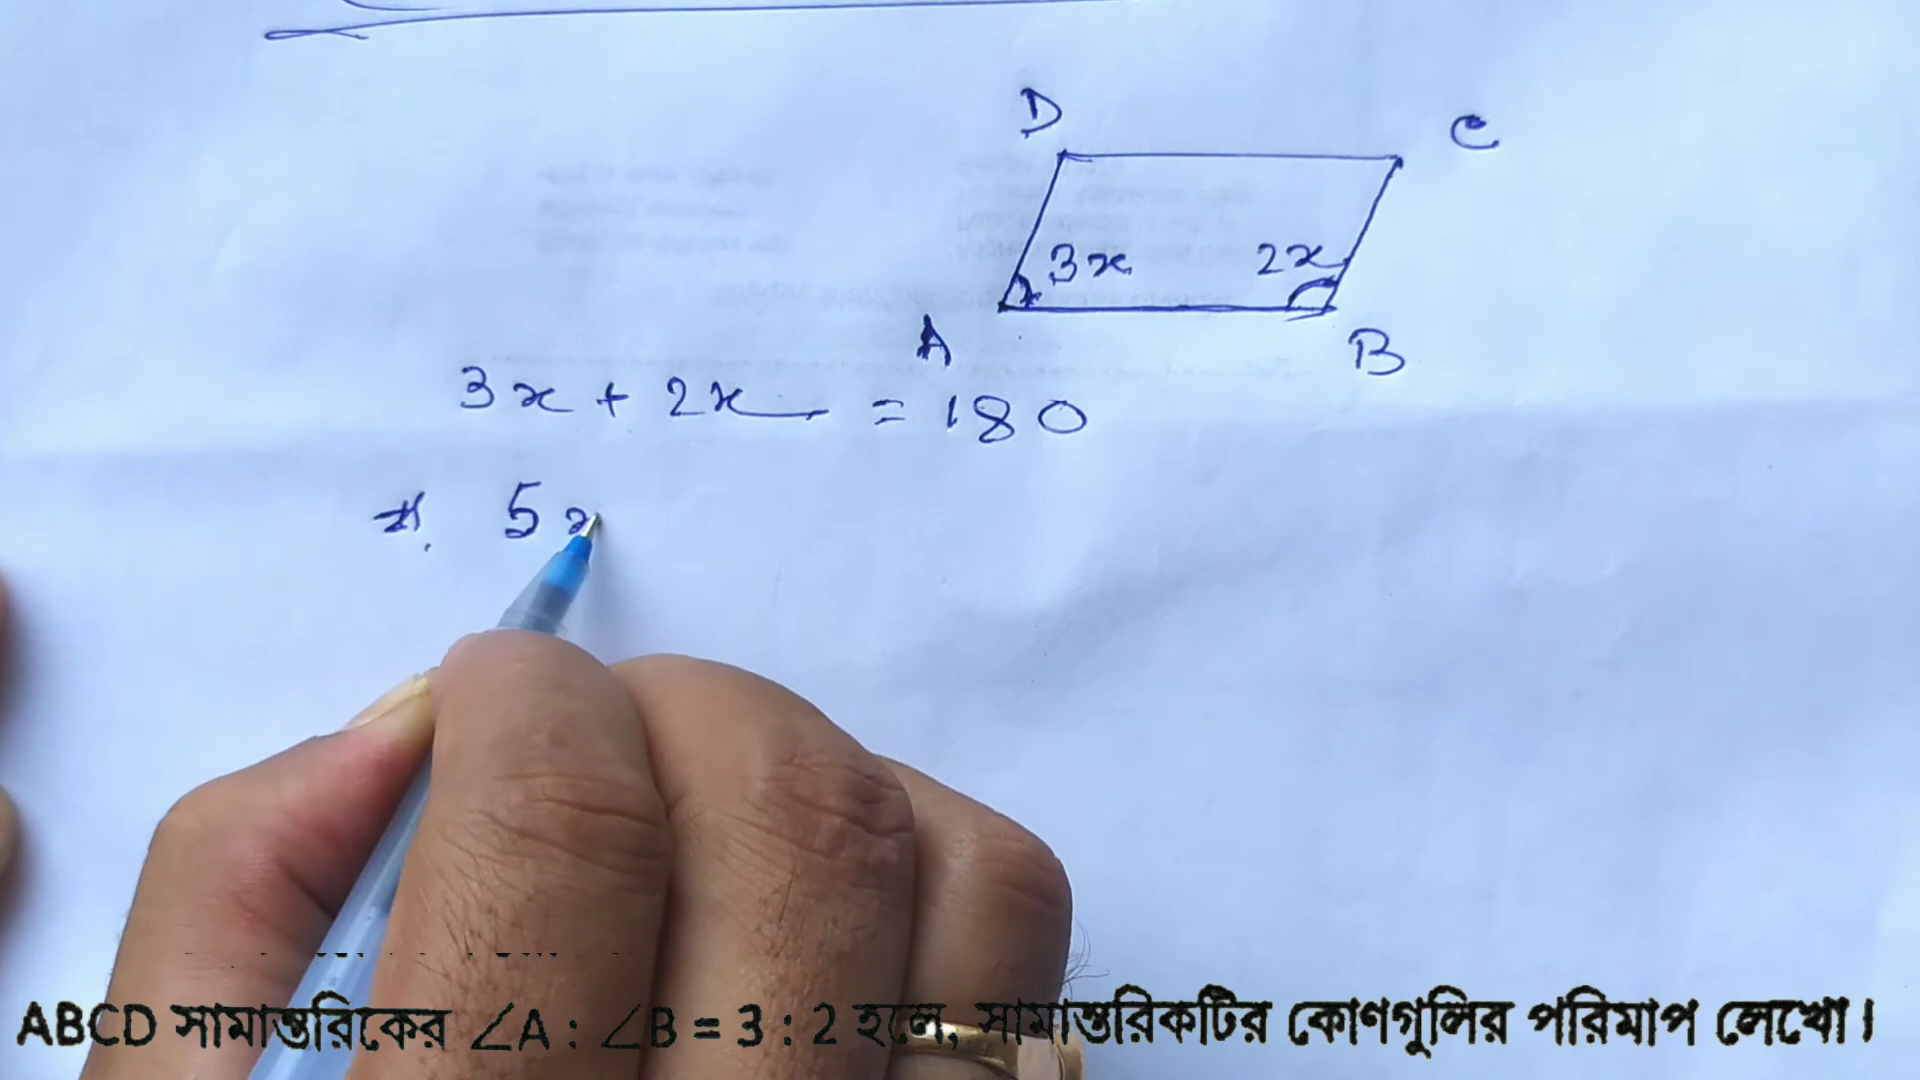 D C
3x 2x
A B
3x + 2x = 180
বা, 5x
ABCD সামান্তরিকের ∠A : ∠B = 3 : 2 হলে, সামান্তরিকটির কোণগুলির পরিমাপ লেখো।